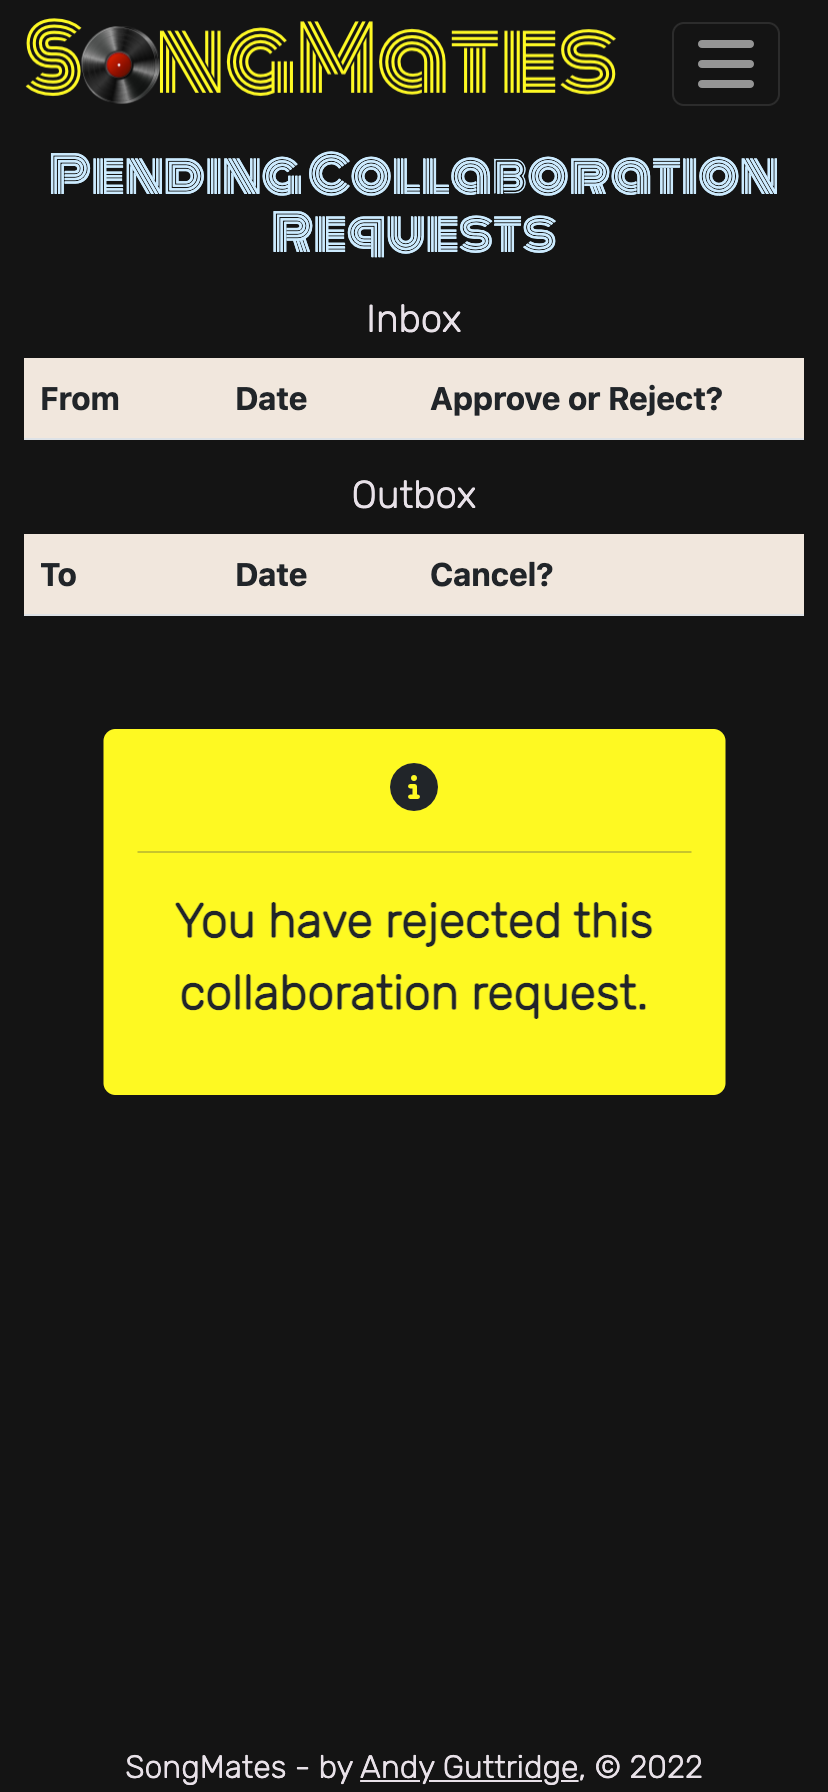 SongMates
Pending Collaboration
Requests
Inbox
From Date Approve or Reject?
Outbox
To Date Cancel?
You have rejected this
collaboration request.
SongMates - by Andy Guttridge, © 2022